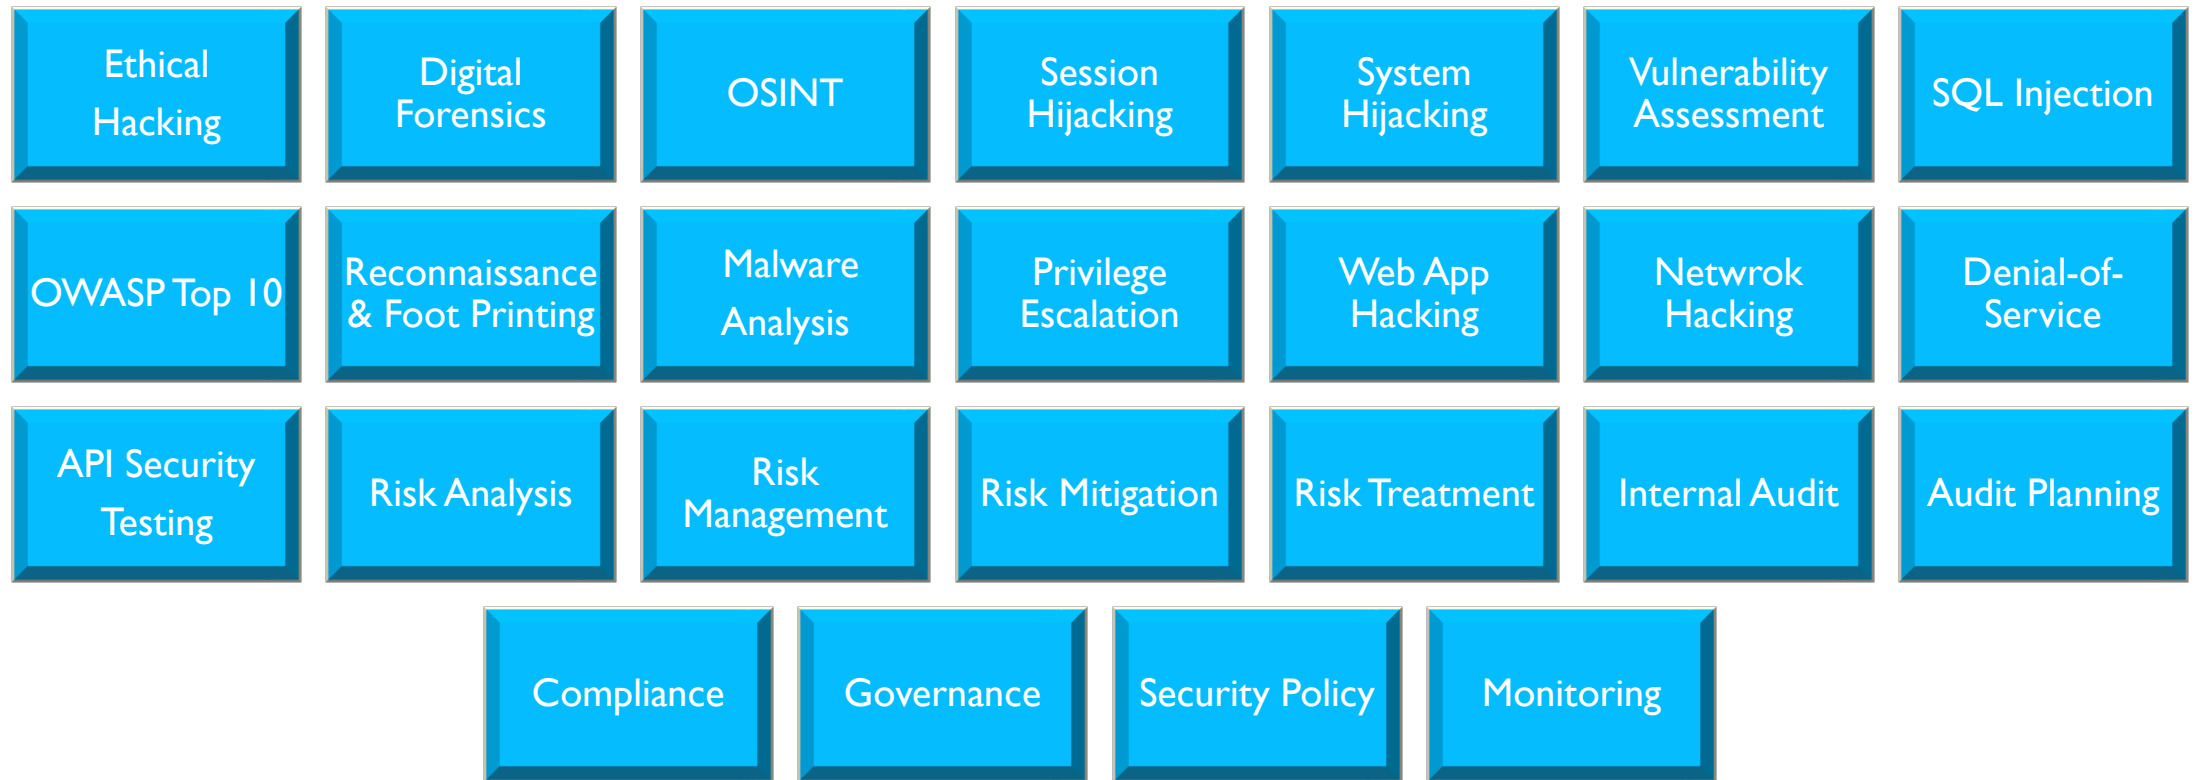 Ethical
Hacking
Digital
Forensics
OSINT
Session
Hijacking
System
Hijacking
Vulnerability
Assessment
SQL Injection
OWASP Top 10
Reconnaissance
& Foot Printing
Malware
Analysis
Privilege
Escalation
Web App
Hacking
Netwrok
Hacking
Denial-of-
Service
API Security
Testing
Risk Analysis
Risk
Management
Risk Mitigation
Risk Treatment
Internal Audit
Audit Planning
Compliance
Governance
Security Policy
Monitoring